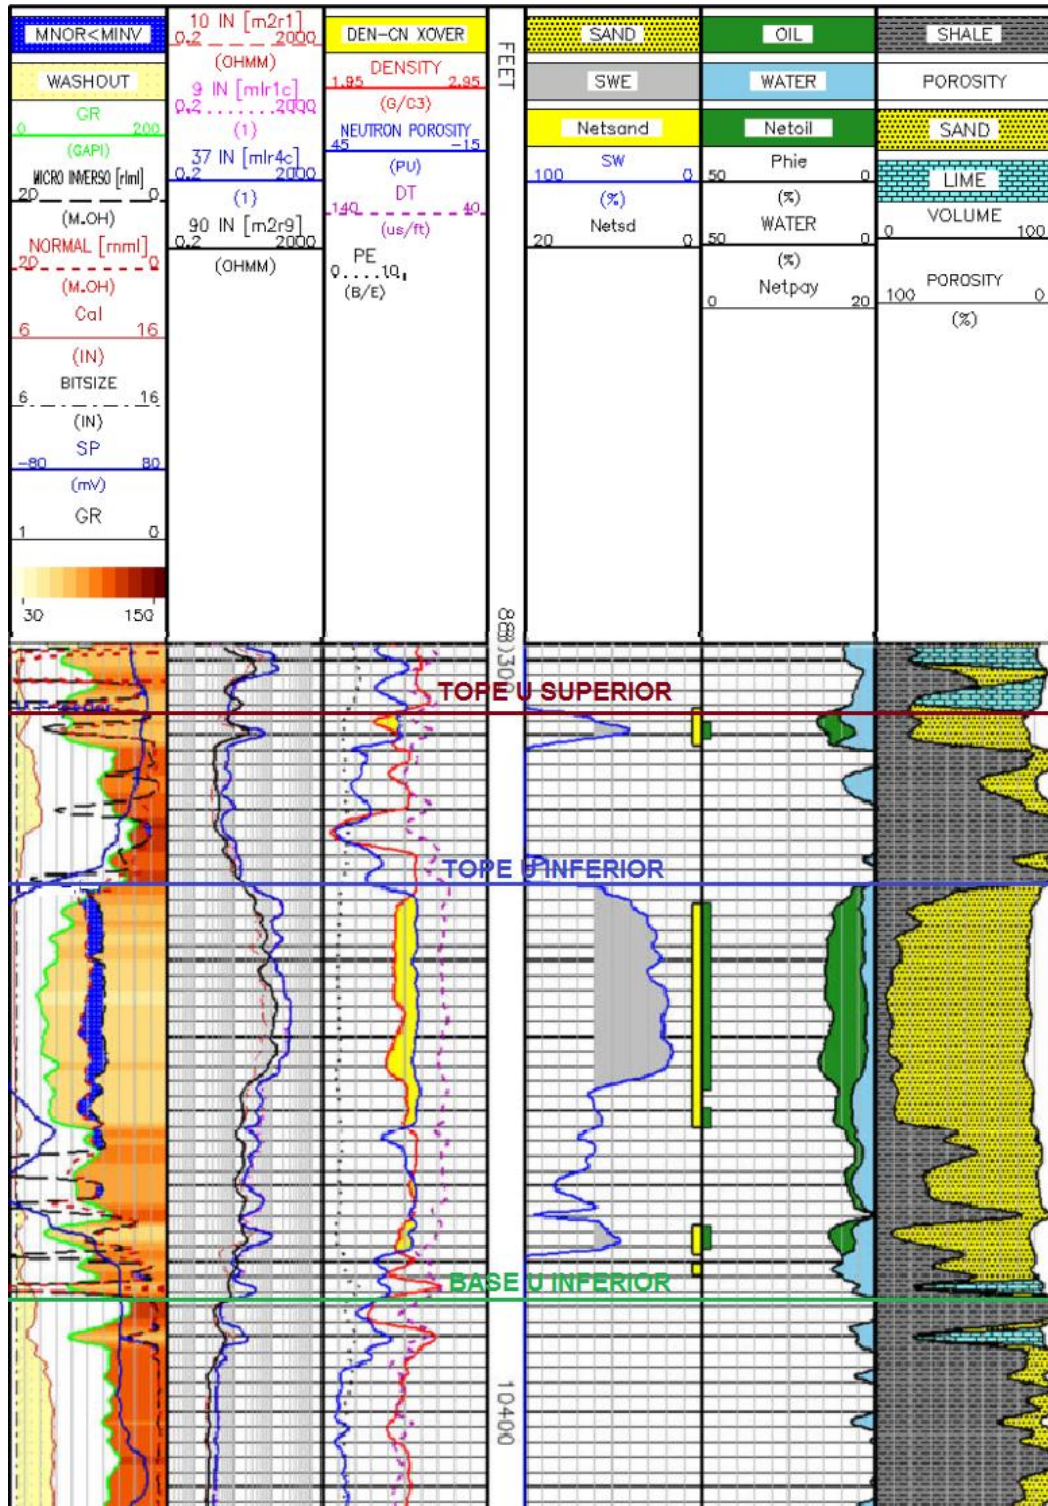 MNOR<MINV
WASHOUT
GR
0 200
(GAPI)
MICRO INVERSO [rlml]
20 0
(M.OH)
NORMAL [rnml]
20 0
(M.OH)
Cal
6 16
(IN)
BITSIZE
6 16
(IN)
SP
-80 80
(mV)
GR
1 0
30 150
10 IN [m2r1]
0.2 2000
(OHMM)
9 IN [mlr1c]
0.2 2000
(1)
37 IN [mlr4c]
0.2 2000
(1)
90 IN [m2r9]
0.2 2000
(OHMM)
DEN-CN XOVER
DENSITY
1.95 2.95
(G/C3)
NEUTRON POROSITY
45 -15
(PU)
DT
140 40
(us/ft)
PE
0 10
(B/E)
FEET
SAND
SWE
Netsand
SW
100 0
(%)
Netsd
20 0
OIL
WATER
Netoil
Phie
50 0
(%)
WATER
50 0
(%)
Netpay
0 20
SHALE
POROSITY
SAND
LIME
VOLUME
0 100
POROSITY
100 0
(%)
TOPE U SUPERIOR
TOPE U INFERIOR
BASE U INFERIOR